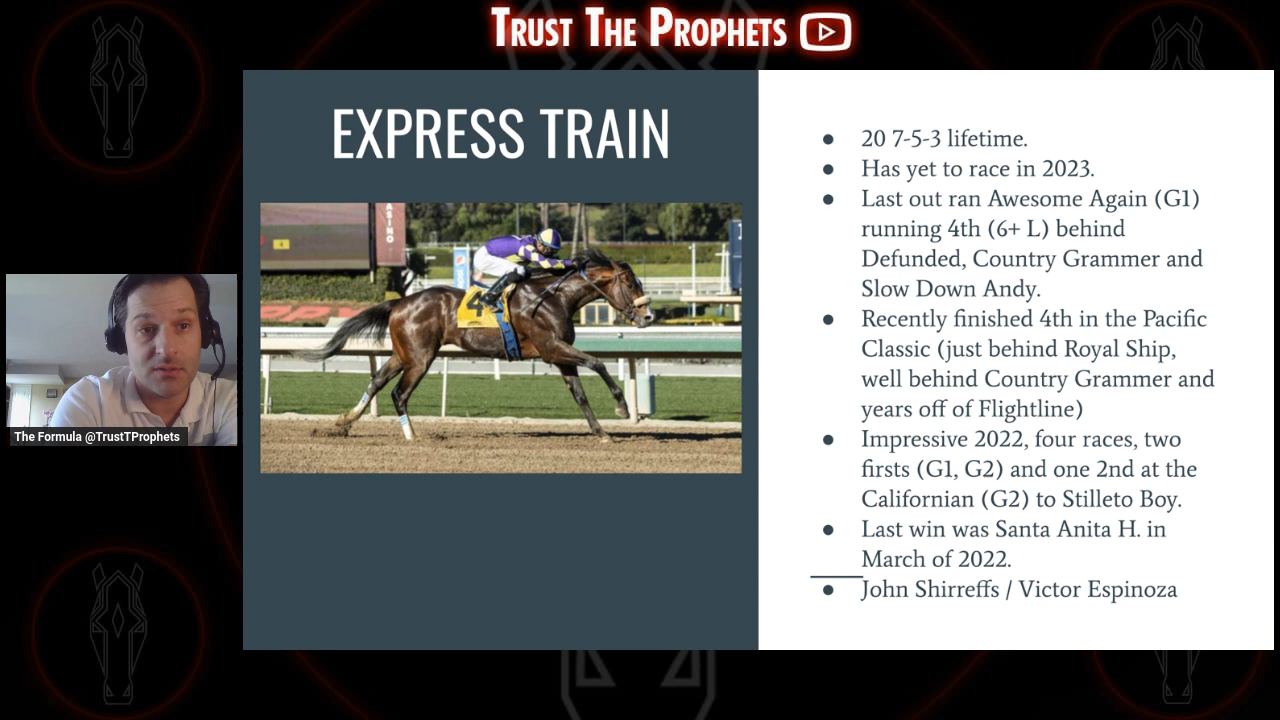 TRUST THE PROPHETS
EXPRESS TRAIN
ASINO
4
pepsi
4
The Formula @TrustTProphets
● 20 7-5-3 lifetime.
● Has yet to race in 2023.
● Last out ran Awesome Again (G1)
running 4th (6+ L) behind
Defunded, Country Grammer and
Slow Down Andy.
● Recently finished 4th in the Pacific
Classic (just behind Royal Ship,
well behind Country Grammer and
years off of Flightline)
● Impressive 2022, four races, two
firsts (G1, G2) and one 2nd at the
Californian (G2) to Stilleto Boy.
● Last win was Santa Anita H. in
March of 2022.
● John Shirreffs / Victor Espinoza